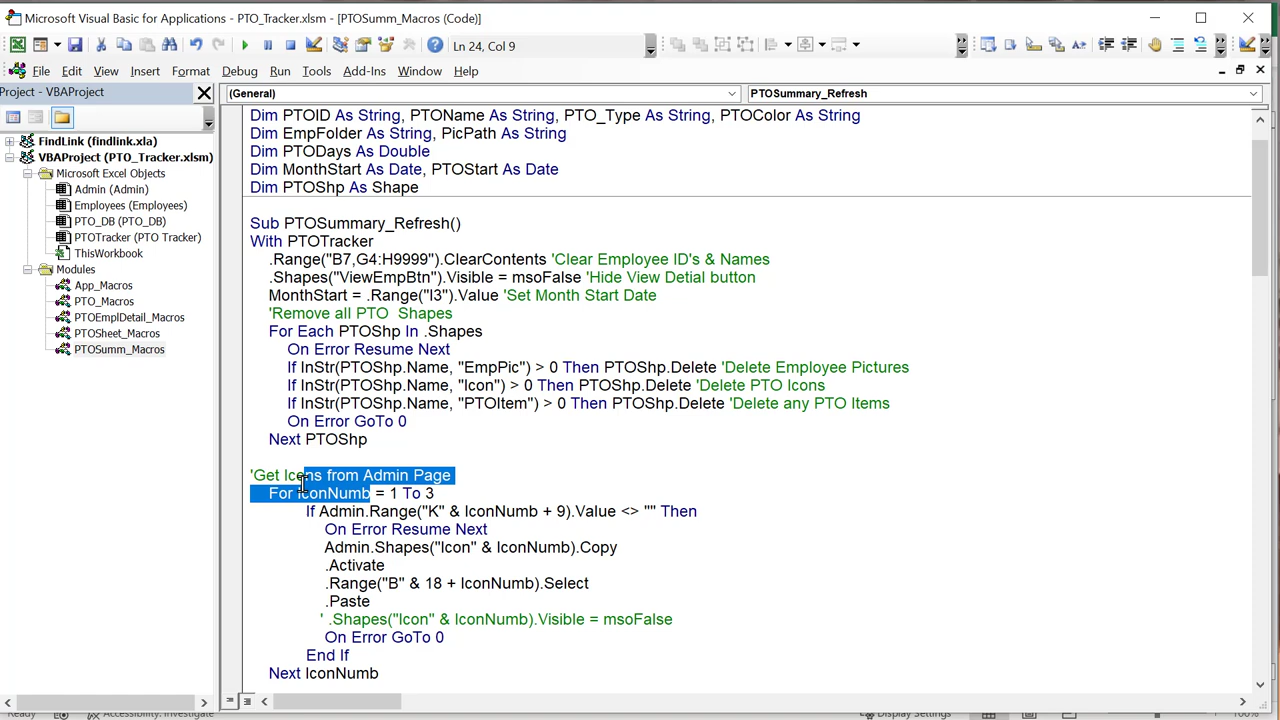 Microsoft Visual Basic for Applications - PTO_Tracker.xlsm - [PTOSumm_Macros (Code)]
Ln 24, Col 9
File Edit View Insert Format Debug Run Tools Add-Ins Window Help
Project - VBAProject
(General)
PTOSummary_Refresh
FindLink (findlink.xla)
VBAProject (PTO_Tracker.xlsm)
Microsoft Excel Objects
Admin (Admin)
Employees (Employees)
PTO_DB (PTO_DB)
PTOTracker (PTO Tracker)
ThisWorkbook
Modules
App_Macros
PTO_Macros
PTOEmplDetail_Macros
PTOSheet_Macros
PTOSumm_Macros
Dim PTOID As String, PTOName As String, PTO_Type As String, PTOColor As String
Dim EmpFolder As String, PicPath As String
Dim PTODays As Double
Dim MonthStart As Date, PTOStart As Date
Dim PTOShp As Shape
Sub PTOSummary_Refresh()
With PTOTracker
.Range("B7,G4:H9999").ClearContents 'Clear Employee ID's & Names
.Shapes("ViewEmpBtn").Visible = msoFalse 'Hide View Detial button
MonthStart = .Range("I3").Value 'Set Month Start Date
'Remove all PTO  Shapes
For Each PTOShp In .Shapes
On Error Resume Next
If InStr(PTOShp.Name, "EmpPic") > 0 Then PTOShp.Delete 'Delete Employee Pictures
If InStr(PTOShp.Name, "Icon") > 0 Then PTOShp.Delete 'Delete PTO Icons
If InStr(PTOShp.Name, "PTOItem") > 0 Then PTOShp.Delete 'Delete any PTO Items
On Error GoTo 0
Next PTOShp
'Get Icons from Admin Page
For IconNumb = 1 To 3
If Admin.Range("K" & IconNumb + 9).Value <> "" Then
On Error Resume Next
Admin.Shapes("Icon" & IconNumb).Copy
.Activate
.Range("B" & 18 + IconNumb).Select
.Paste
' .Shapes("Icon" & IconNumb).Visible = msoFalse
On Error GoTo 0
End If
Next IconNumb
Ready
Accessibility: Investigate
Display Settings
100%